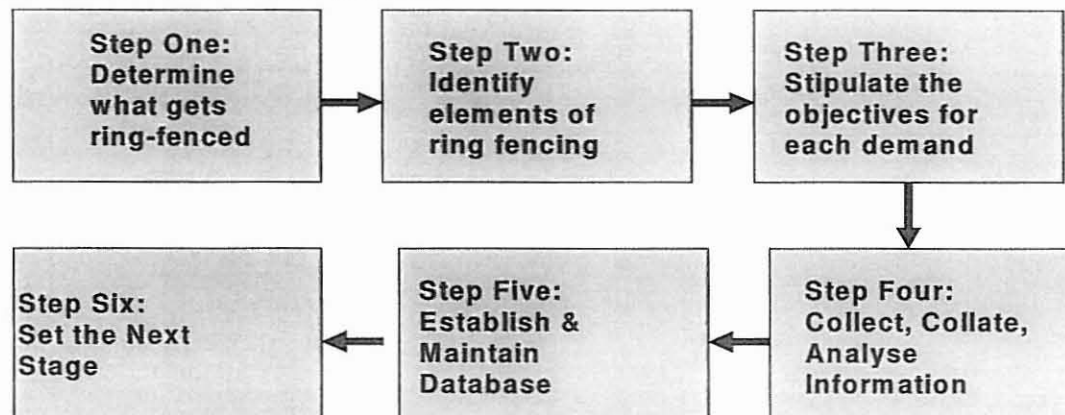 Step One:
Determine
what gets
ring-fenced
Step Two:
Identify
elements of
ring fencing
Step Three:
Stipulate the
objectives for
each demand
Step Four:
Collect, Collate,
Analyse
Information
Step Five:
Establish &
Maintain
Database
Step Six:
Set the Next
Stage